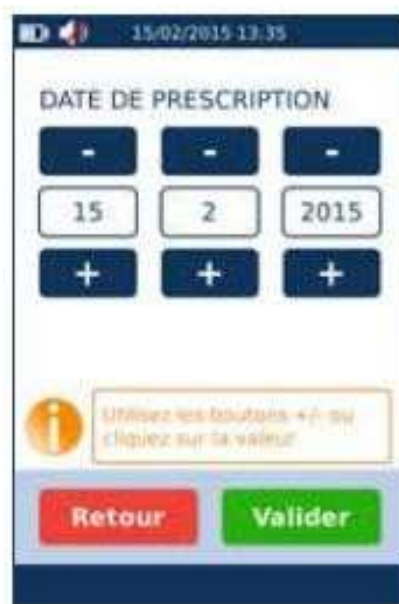 15/02/2015 13:35
DATE DE PRESCRIPTION
- - -
15 2 2015
+ + +
Utilisez les boutons +/- ou
cliquez sur la valeur
Retour Valider